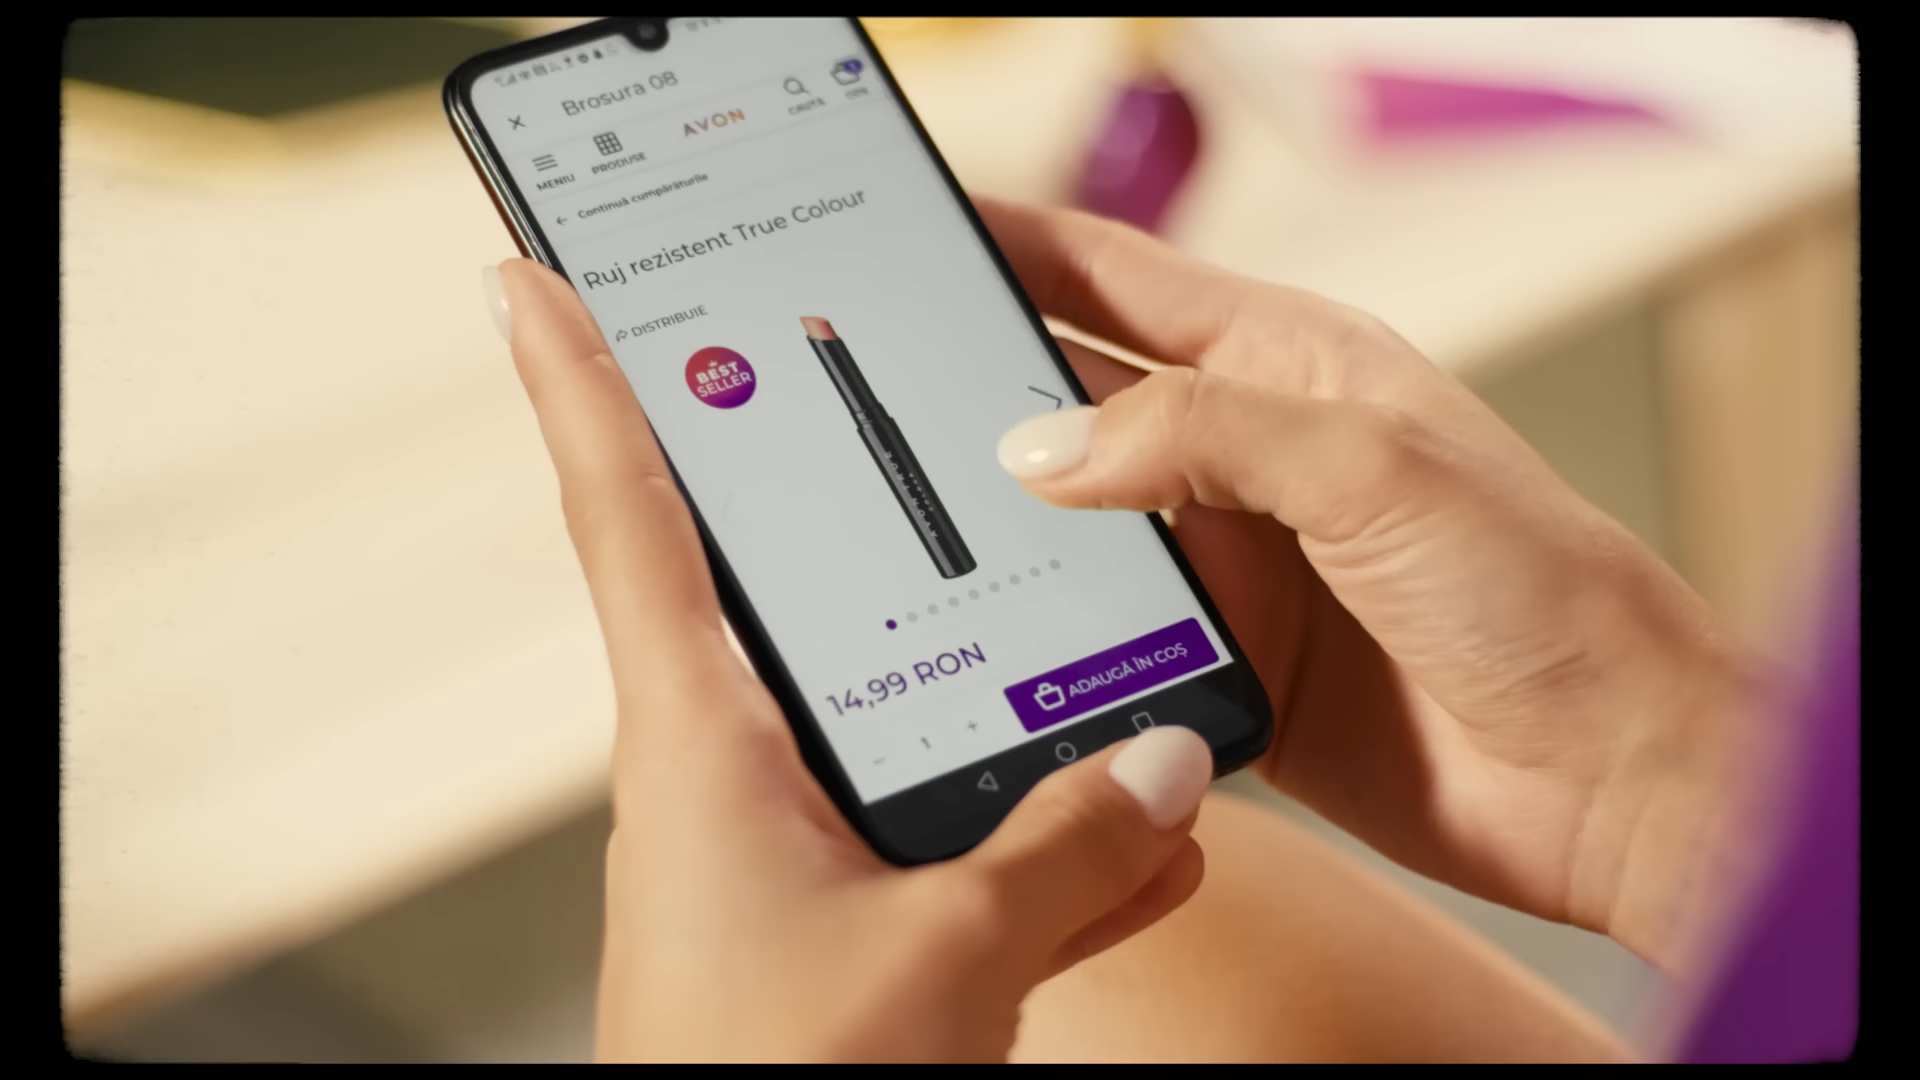 Brosura 08
MENIU
PRODUSE
AVON
CAUTĂ
Continuă cumpărăturile
Ruj rezistent True Colour
DISTRIBUIE
BEST
SELLER
14,99 RON
1
ADAUGĂ ÎN COȘ